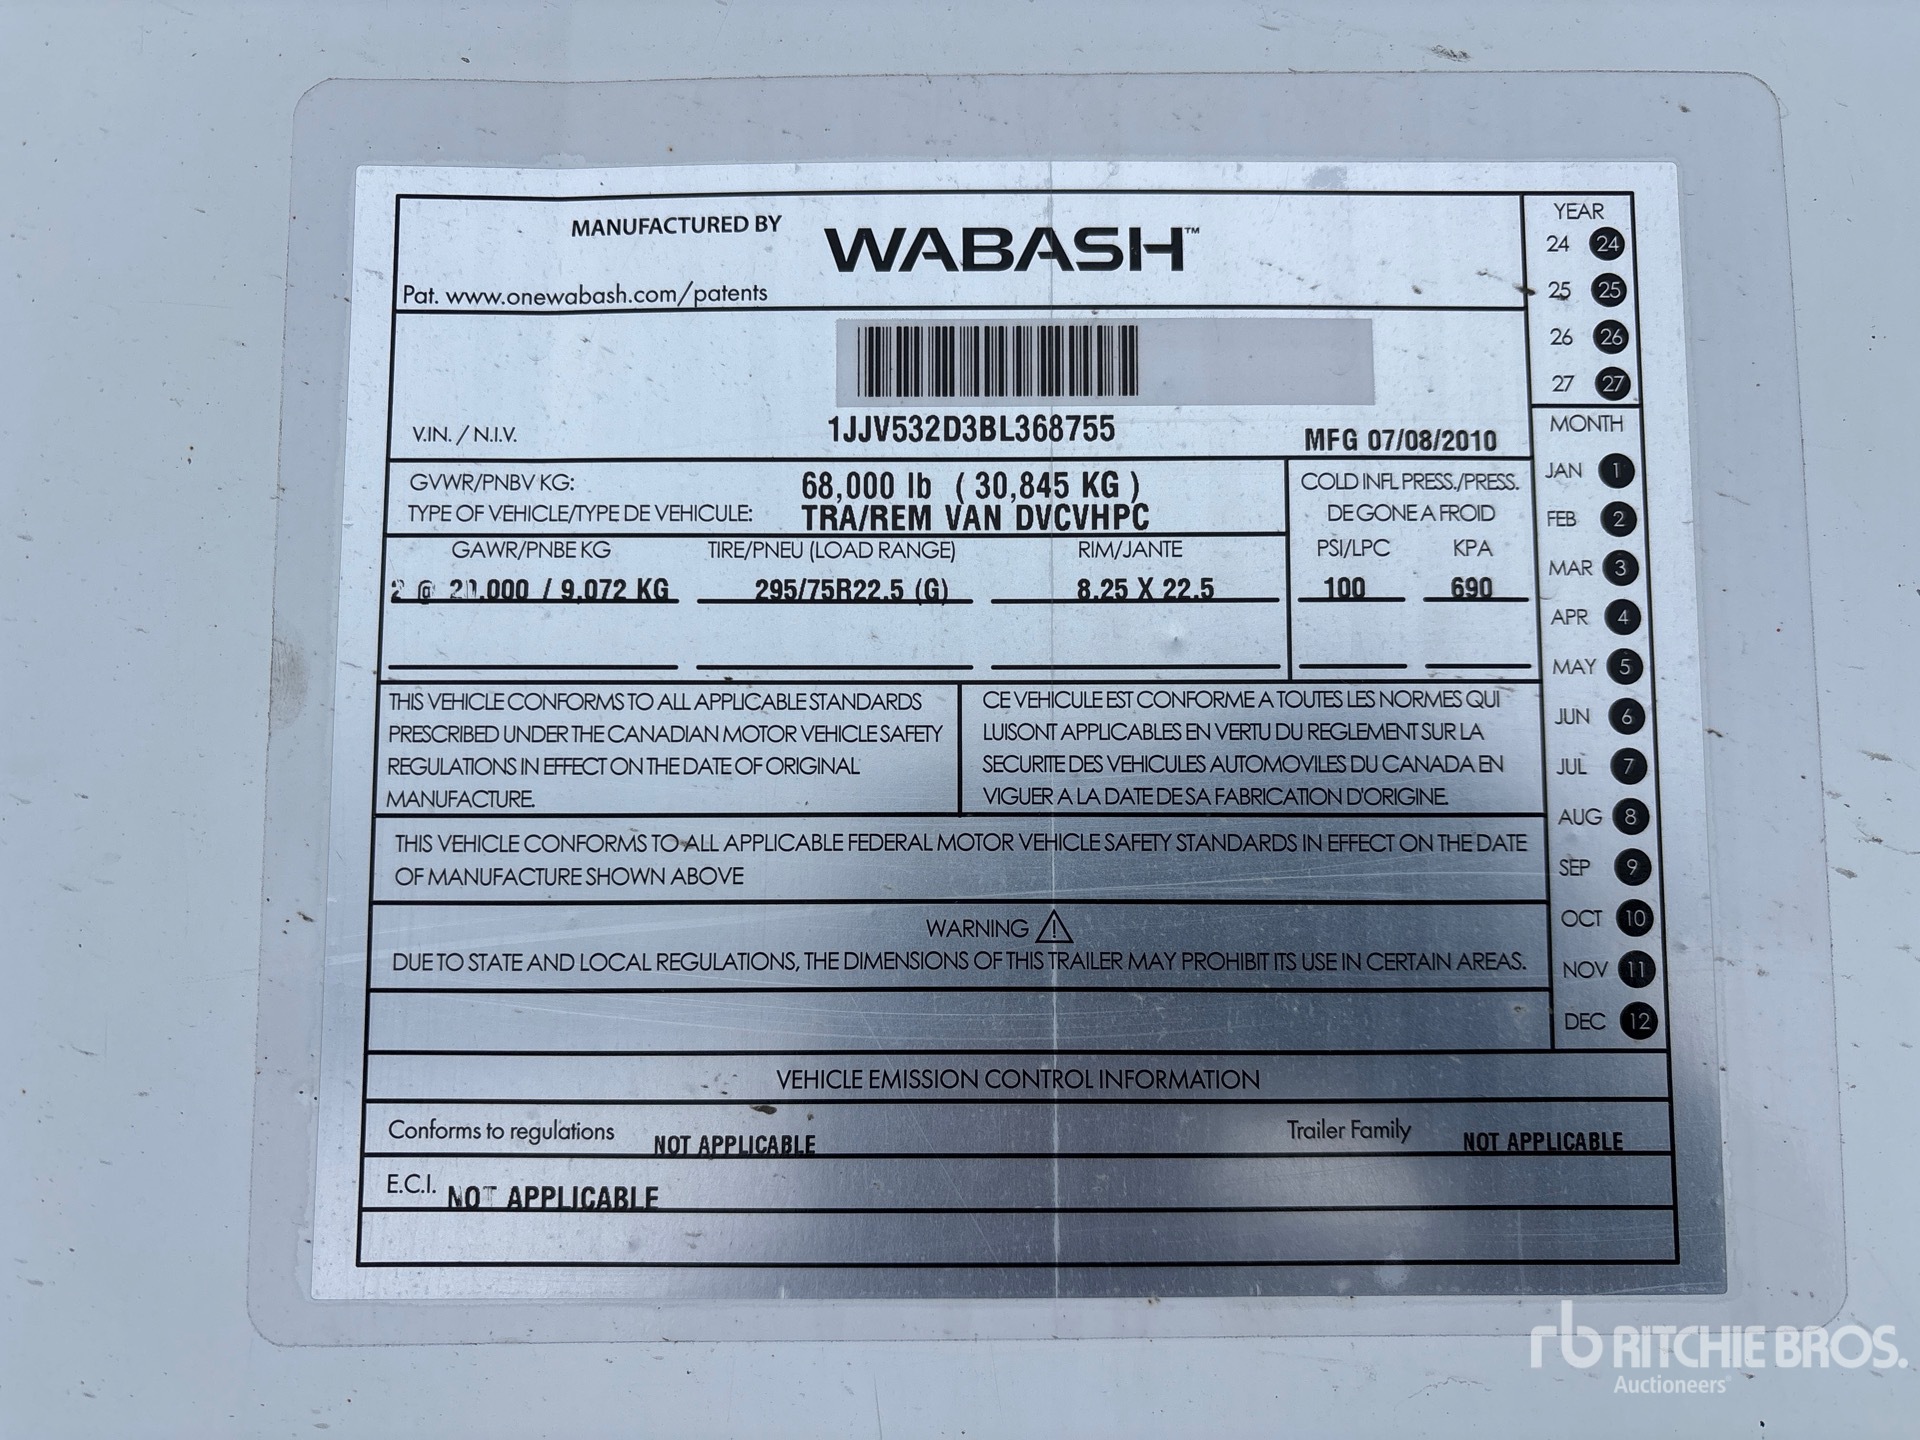 MANUFACTURED BY WABASH™
Pat. www.onewabash.com/patents
V.IN. / N.I.V. 1JJV532D3BL368755 MFG 07/08/2010
GVWR/PNBV KG: 68,000 lb ( 30,845 KG )
TYPE OF VEHICLE/TYPE DE VEHICULE: TRA/REM VAN DVCVHPC
COLD INFL PRESS./PRESS.
DE GONE A FROID
GAWR/PNBE KG TIRE/PNEU (LOAD RANGE) RIM/JANTE PSI/LPC KPA
2 @ 20,000 / 9,072 KG 295/75R22.5 (G) 8.25 X 22.5 100 690
THIS VEHICLE CONFORMS TO ALL APPLICABLE STANDARDS
PRESCRIBED UNDER THE CANADIAN MOTOR VEHICLE SAFETY
REGULATIONS IN EFFECT ON THE DATE OF ORIGINAL
MANUFACTURE.
CE VEHICULE EST CONFORME A TOUTES LES NORMES QUI
LUISONT APPLICABLES EN VERTU DU REGLEMENT SUR LA
SECURITE DES VEHICULES AUTOMOVILES DU CANADA EN
VIGUER A LA DATE DE SA FABRICATION D'ORIGINE.
THIS VEHICLE CONFORMS TO ALL APPLICABLE FEDERAL MOTOR VEHICLE SAFETY STANDARDS IN EFFECT ON THE DATE
OF MANUFACTURE SHOWN ABOVE
WARNING
DUE TO STATE AND LOCAL REGULATIONS, THE DIMENSIONS OF THIS TRAILER MAY PROHIBIT ITS USE IN CERTAIN AREAS.
VEHICLE EMISSION CONTROL INFORMATION
Conforms to regulations NOT APPLICABLE Trailer Family NOT APPLICABLE
E.C.I. NOT APPLICABLE
YEAR
24 24
25 25
26 26
27 27
MONTH
JAN 1
FEB 2
MAR 3
APR 4
MAY 5
JUN 6
JUL 7
AUG 8
SEP 9
OCT 10
NOV 11
DEC 12
rb RITCHIE BROS.
Auctioneers